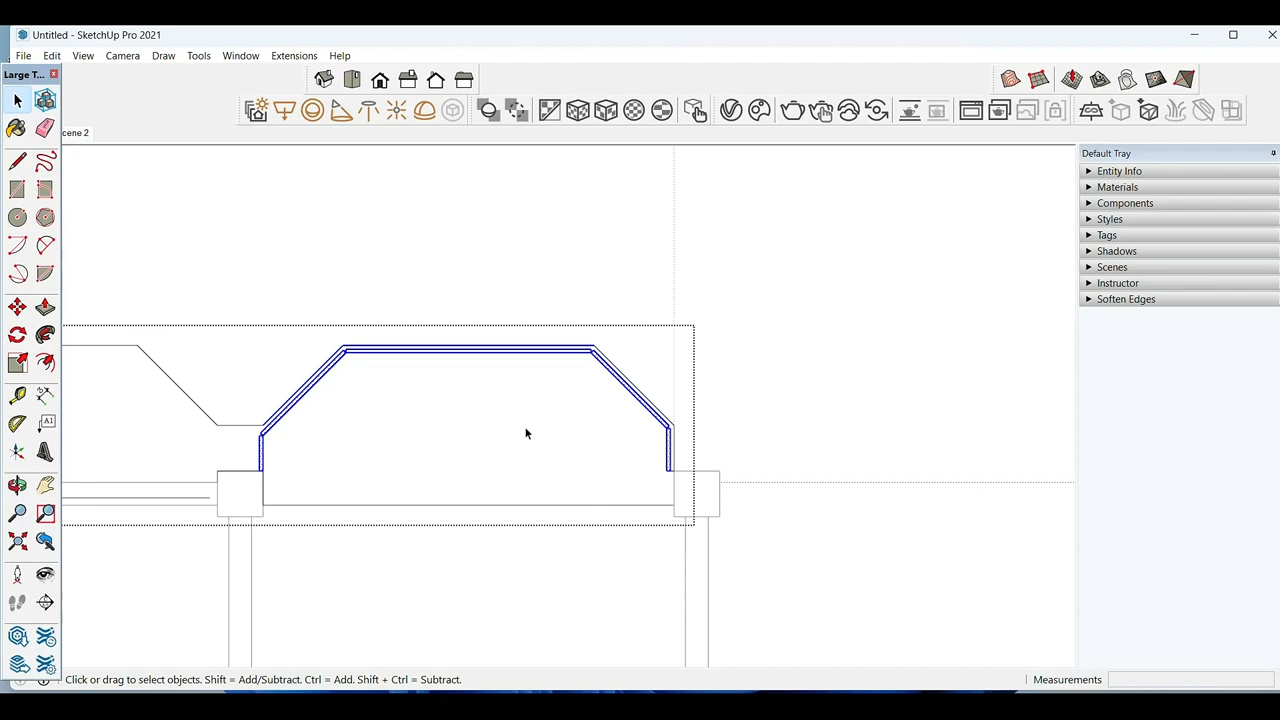 Untitled - SketchUp Pro 2021
File Edit View Camera Draw Tools Window Extensions Help
Large T...
cene 2
Default Tray
Entity Info
Materials
Components
Styles
Tags
Shadows
Scenes
Instructor
Soften Edges
A1
Click or drag to select objects. Shift = Add/Subtract. Ctrl = Add. Shift + Ctrl = Subtract.
Measurements